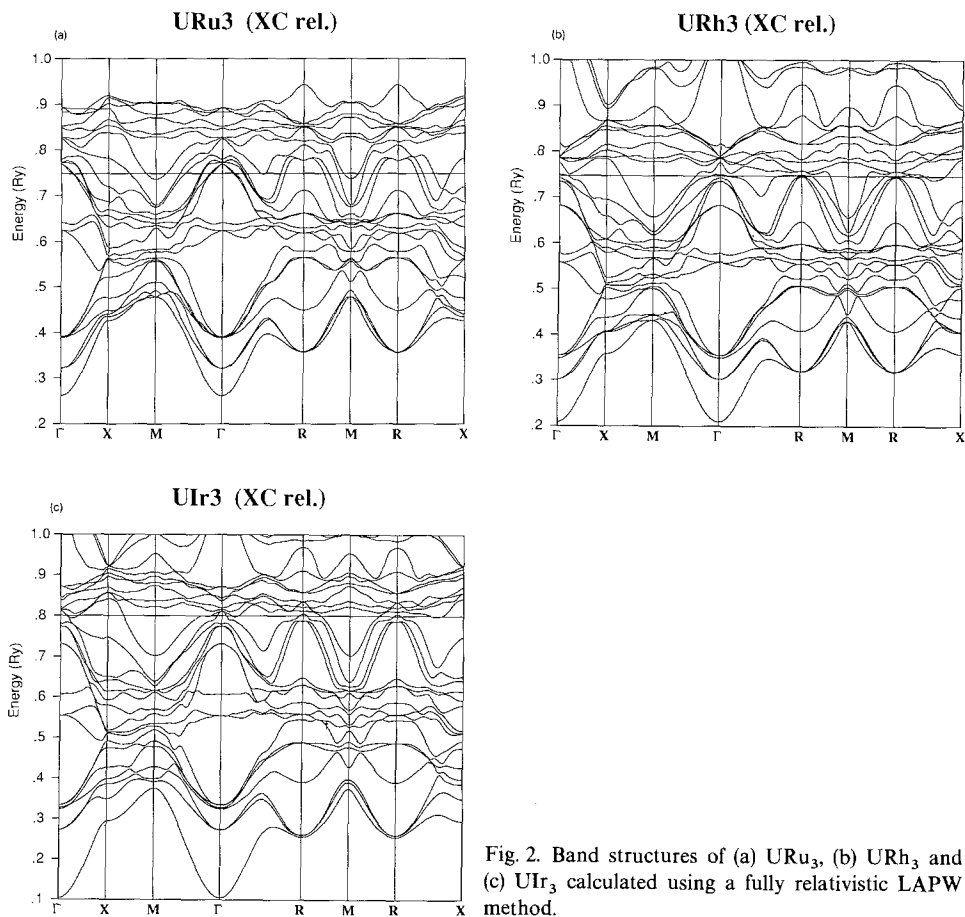 URu3 (XC rel.)
(a)
1.0
.9
.8
.7
.6
.5
.4
.3
.2
Energy (Ry)
Γ X M Γ R M R X
URh3 (XC rel.)
(b)
1.0
.9
.8
.7
.6
.5
.4
.3
.2
Energy (Ry)
Γ X M Γ R M R X
UIr3 (XC rel.)
(c)
1.0
.9
.8
.7
.6
.5
.4
.3
.2
.1
Energy (Ry)
Γ X M Γ R M R X
Fig. 2. Band structures of (a) URu₃, (b) URh₃ and
(c) UIr₃ calculated using a fully relativistic LAPW
method.